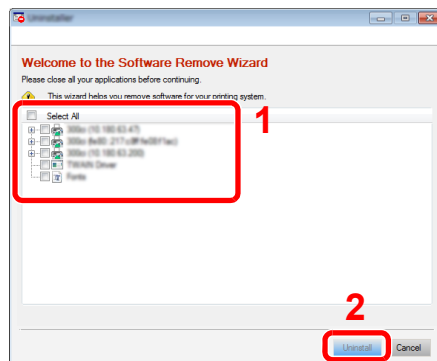 Uninstaller
Welcome to the Software Remove Wizard
Please close all your applications before continuing.
This wizard helps you remove software for your printing system.
Select All
1
TWAIN Driver
Fonts
2
Uninstall
Cancel